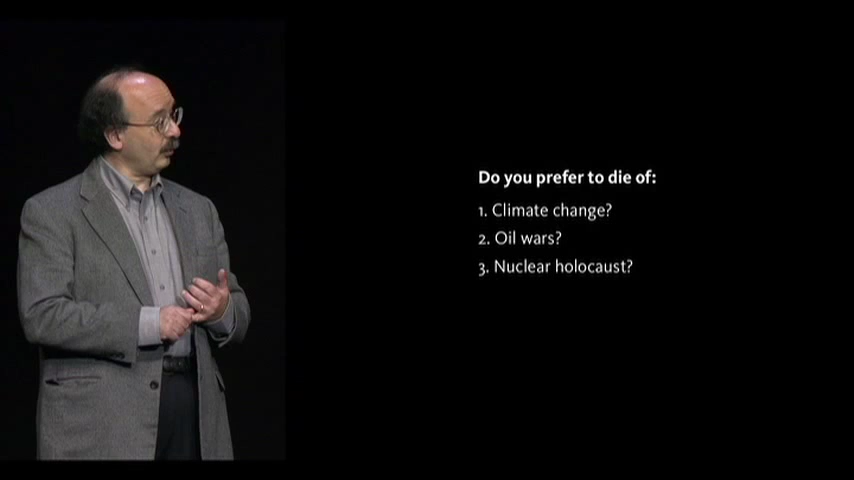 Do you prefer to die of:
1. Climate change?
2. Oil wars?
3. Nuclear holocaust?